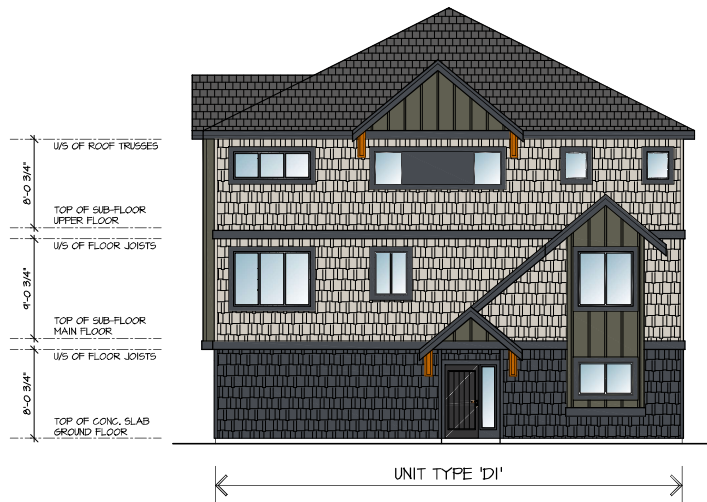 U/S OF ROOF TRUSSES
8'-0 3/4"
TOP OF SUB-FLOOR
UPPER FLOOR
U/S OF FLOOR JOISTS
9'-0 3/4"
TOP OF SUB-FLOOR
MAIN FLOOR
U/S OF FLOOR JOISTS
8'-0 3/4"
TOP OF CONC. SLAB
GROUND FLOOR
UNIT TYPE 'D1'